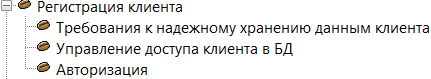 Регистрация клиента
Требования к надежному хранению данным клиента
Управление доступа клиента в БД
Авторизация